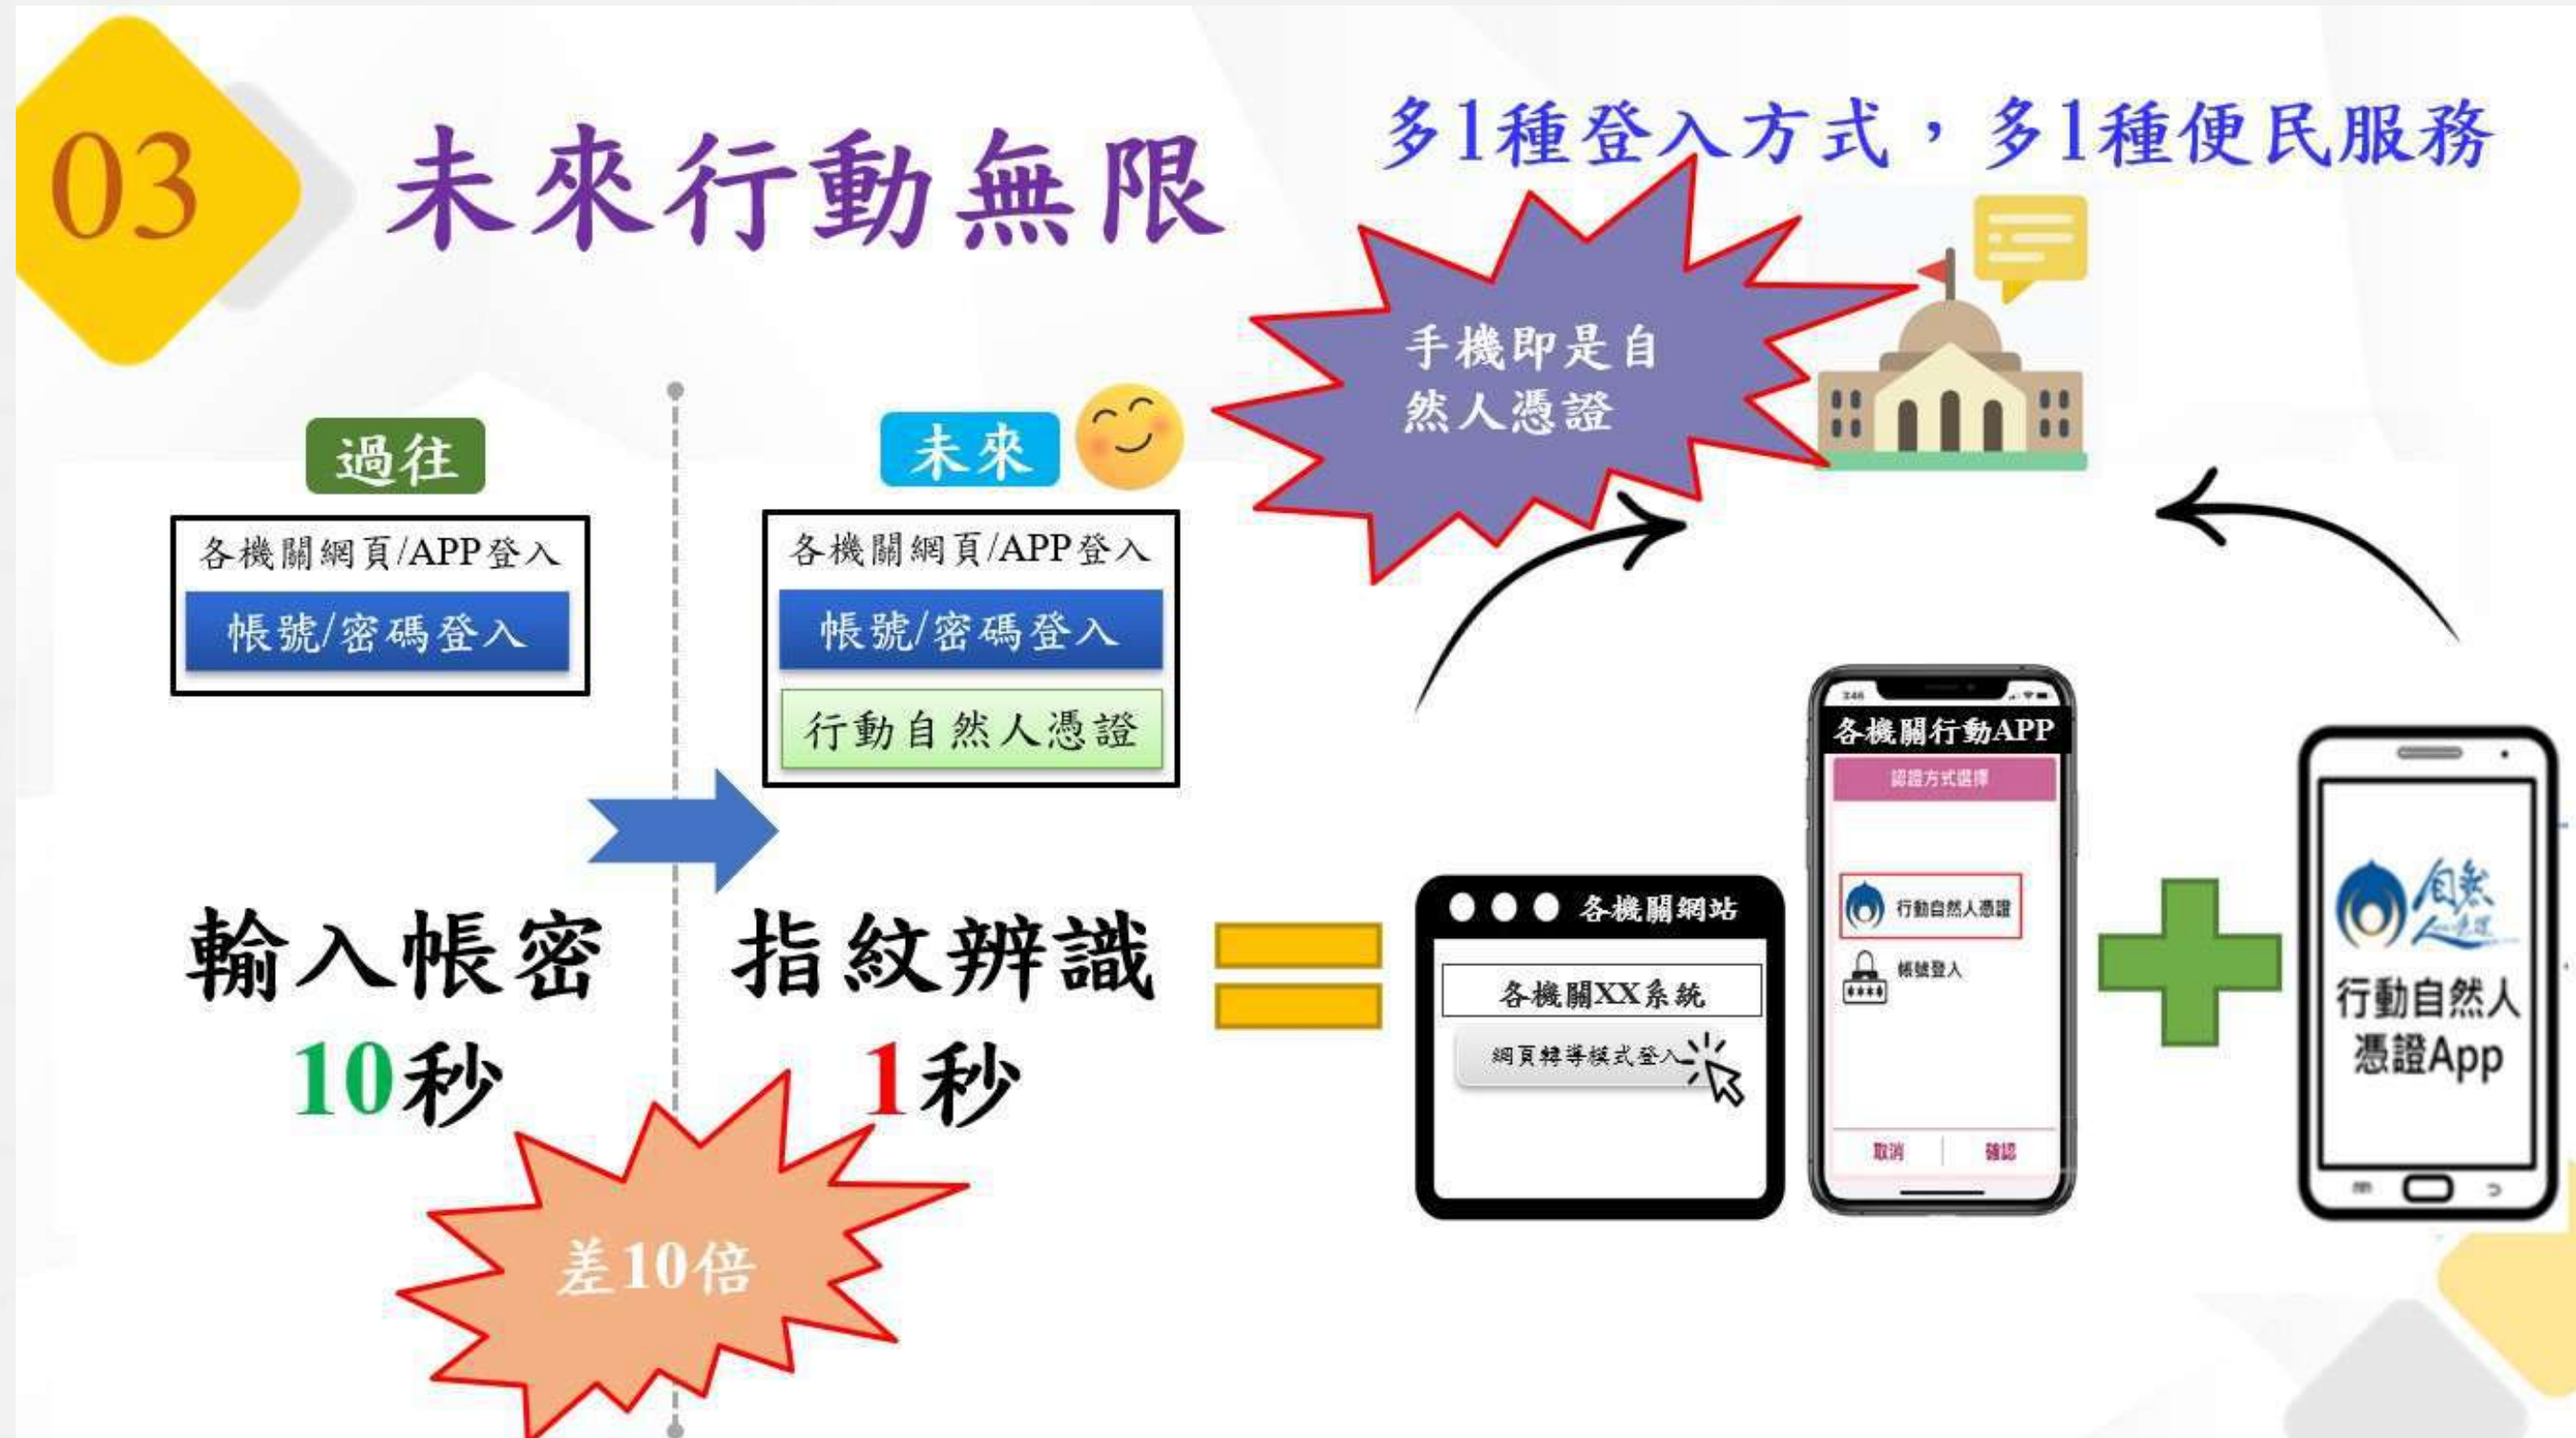 03
未來行動無限
多1種登入方式，多1種便民服務
手機即是自
然人憑證
過往
各機關網頁/APP登入
帳號/密碼登入
未來
各機關網頁/APP登入
帳號/密碼登入
行動自然人憑證
輸入帳密
10秒
指紋辨識
1秒
差10倍
各機關網站
各機關XX系統
網頁轉導模式登入
3:46
各機關行動APP
認證方式選擇
行動自然人憑證
帳號登入
****
取消
確認
自然
人憑證
行動自然人
憑證App